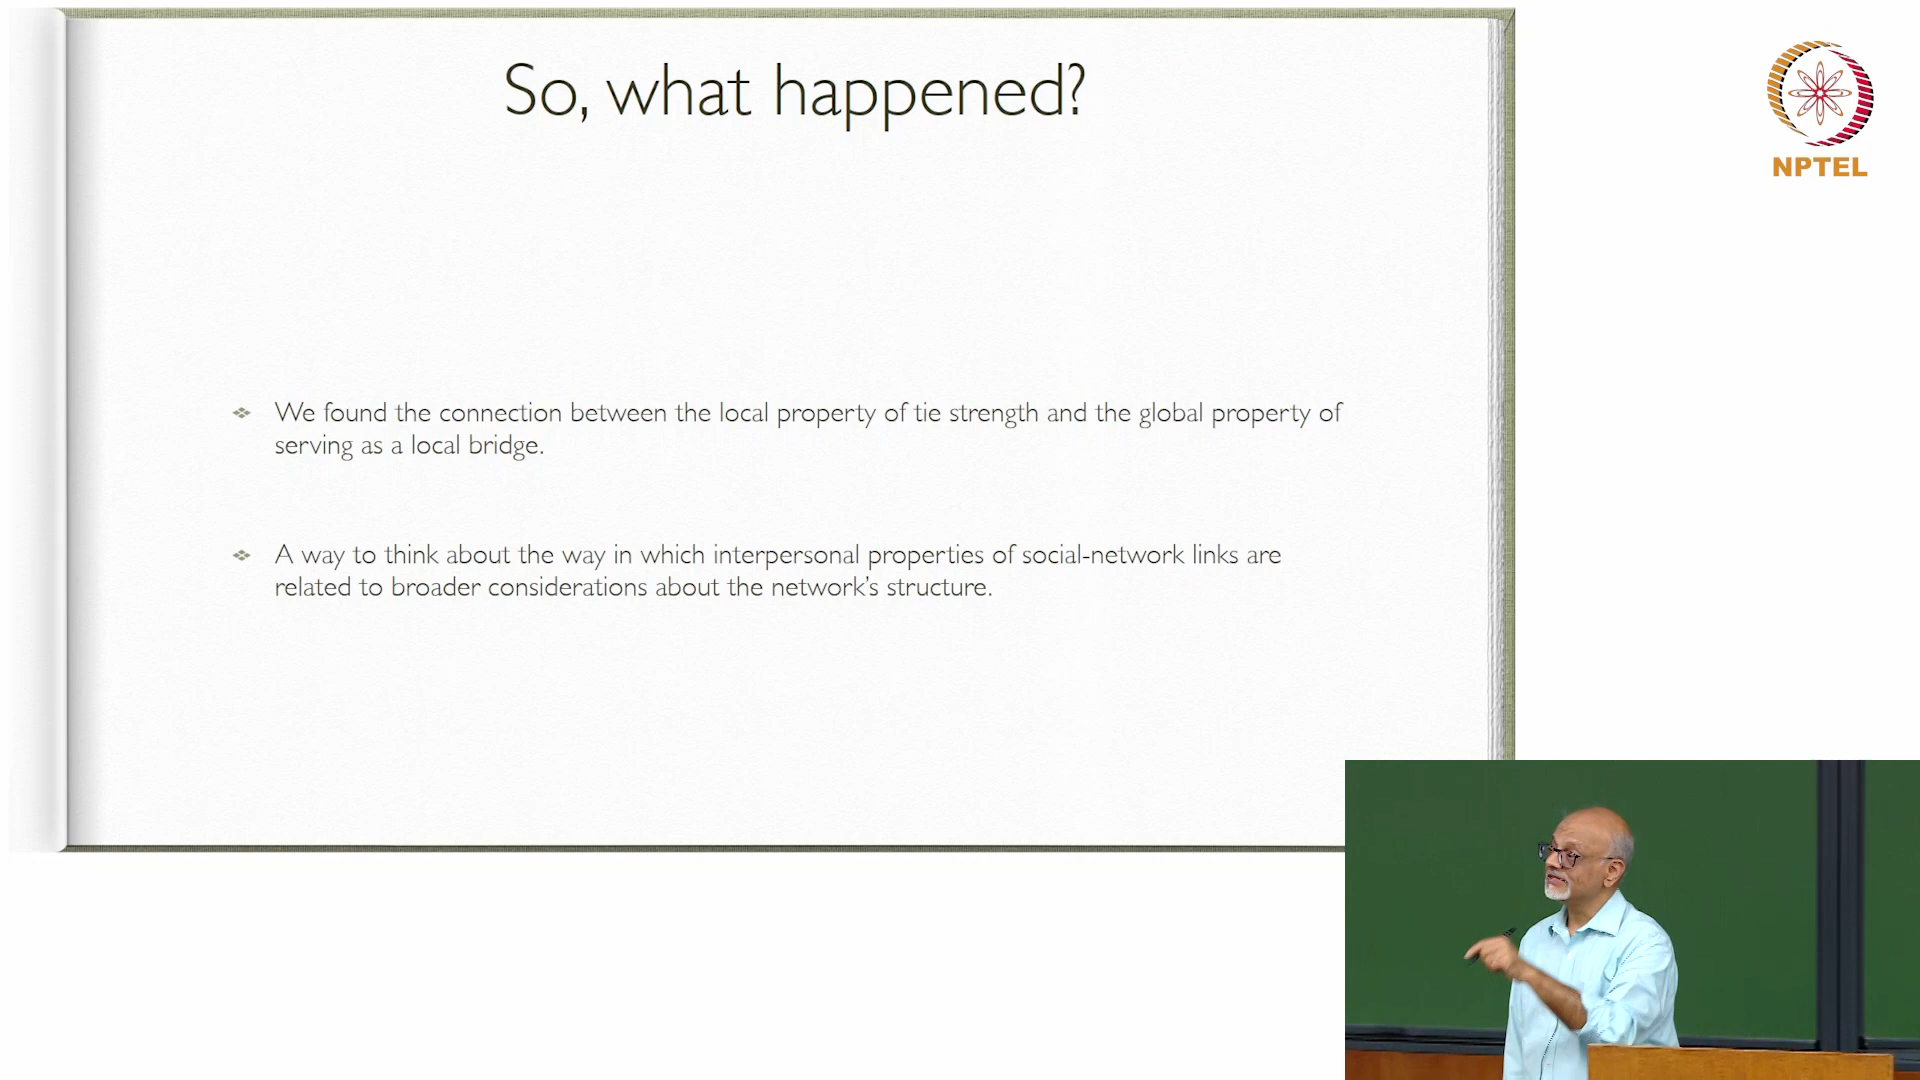 So, what happened?
NPTEL
We found the connection between the local property of tie strength and the global property of
serving as a local bridge.
A way to think about the way in which interpersonal properties of social-network links are
related to broader considerations about the network's structure.